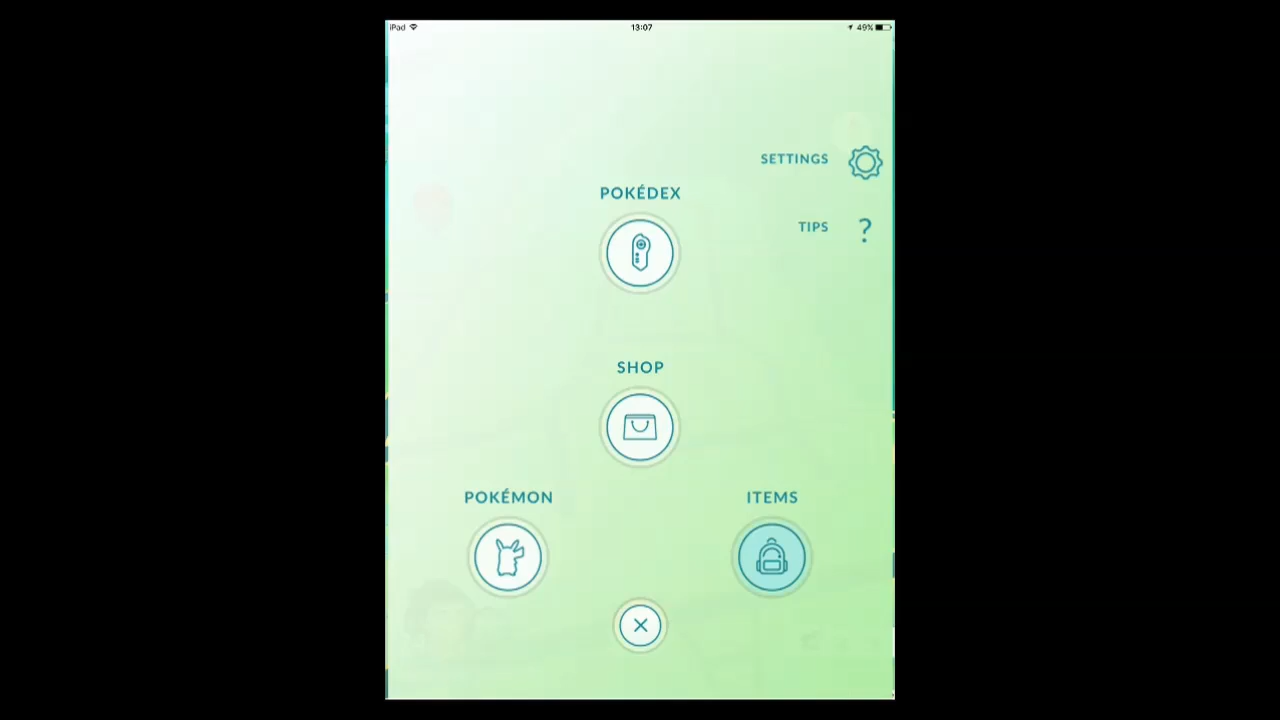 iPad 13:07 49%
SETTINGS
POKÉDEX
TIPS ?
SHOP
POKÉMON ITEMS